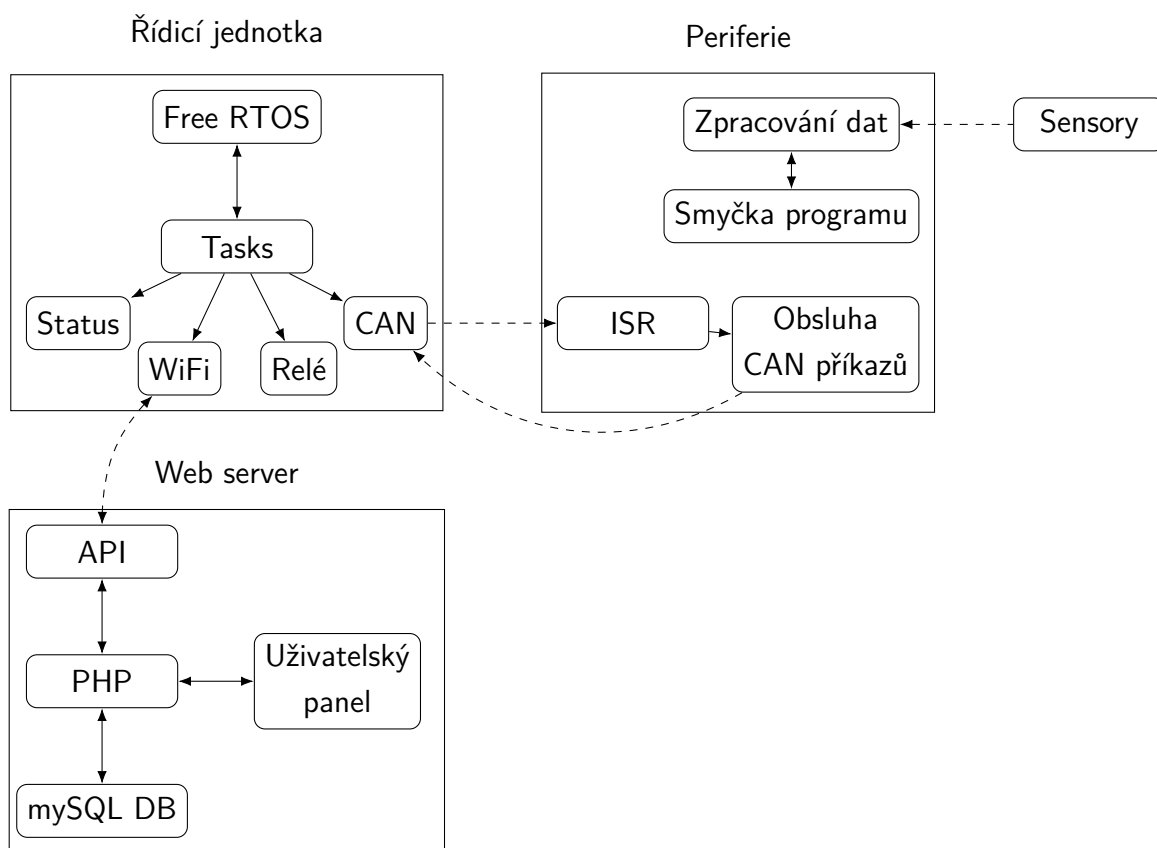 Řídicí jednotka
Free RTOS
Tasks
Status
WiFi
Relé
CAN
Periferie
Zpracování dat
Smyčka programu
ISR
Obsluha
CAN příkazů
Sensory
Web server
API
PHP
Uživatelský
panel
mySQL DB